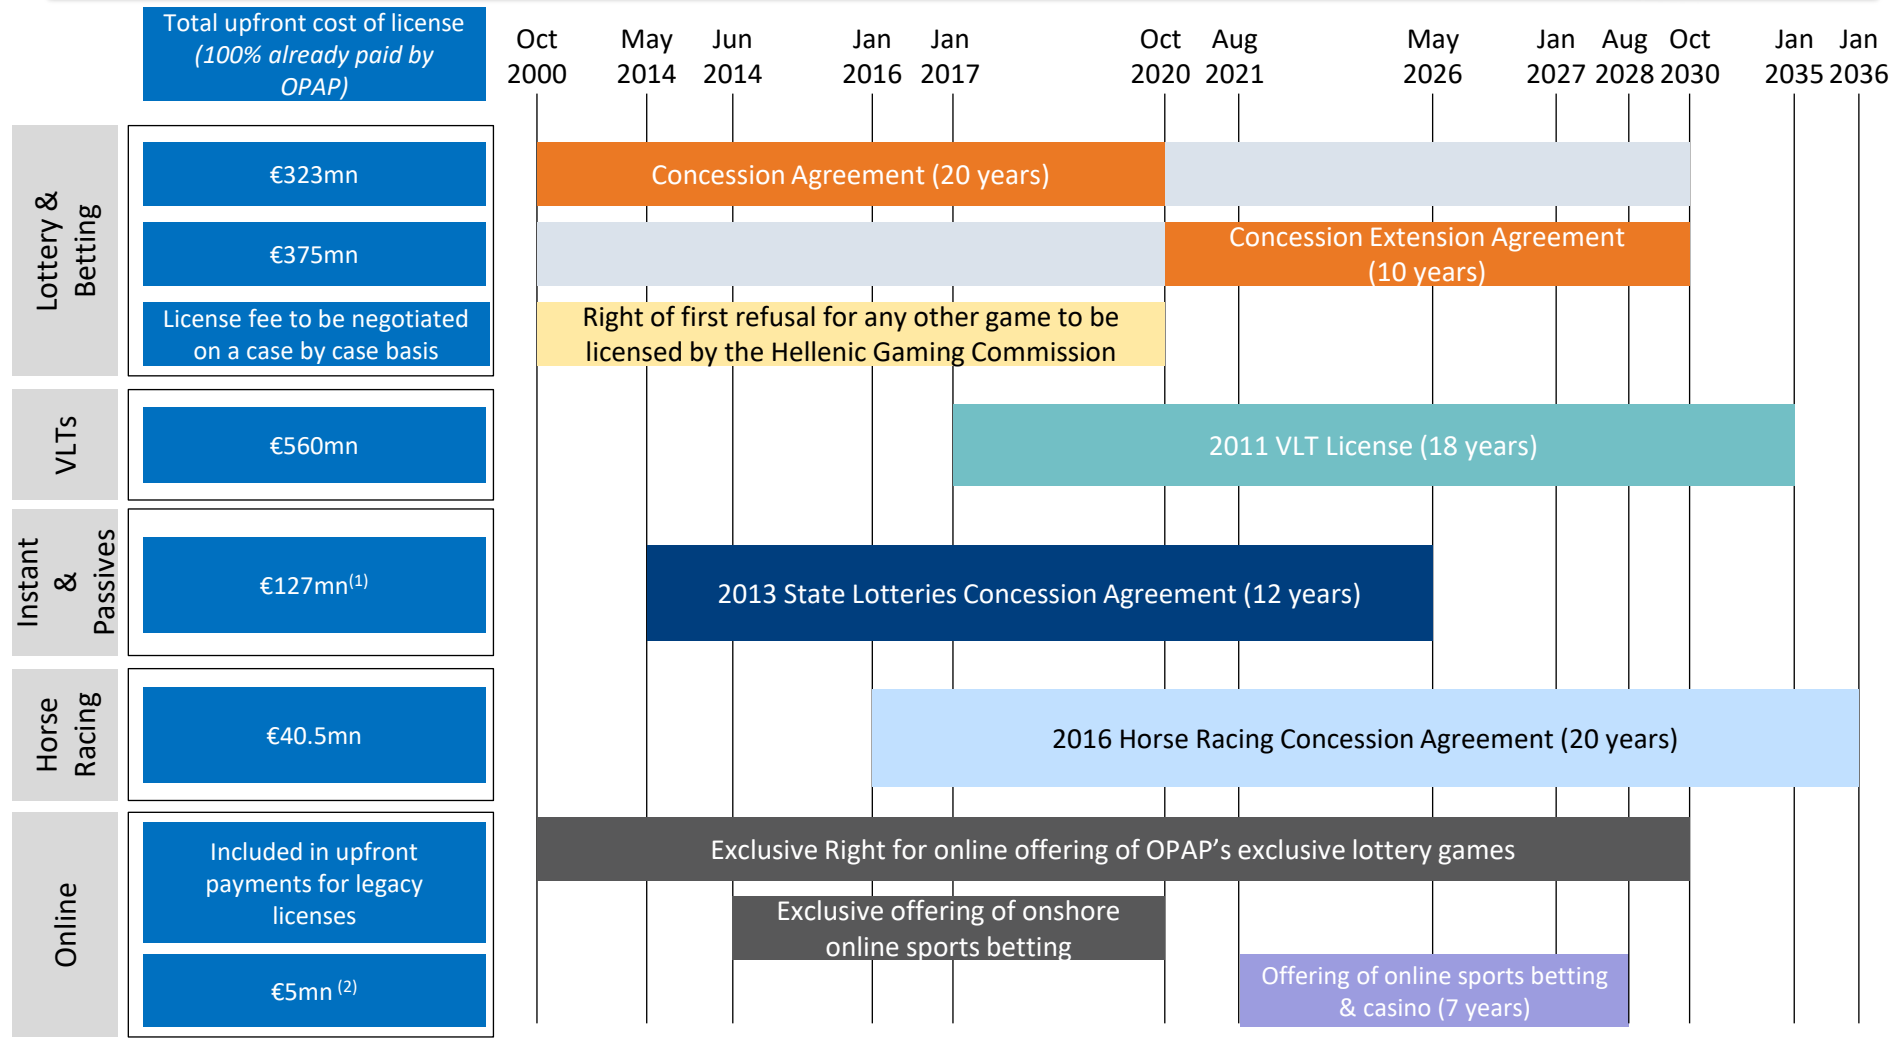 Total upfront cost of license
(100% already paid by
OPAP)
Oct
2000
May
2014
Jun
2014
Jan
2016
Jan
2017
Oct
2020
Aug
2021
May
2026
Jan
2027
Aug
2028
Oct
2030
Jan
2035
Jan
2036
Lottery &
Betting
€323mn
Concession Agreement (20 years)
€375mn
Concession Extension Agreement
(10 years)
License fee to be negotiated
on a case by case basis
Right of first refusal for any other game to be
licensed by the Hellenic Gaming Commission
VLTs
€560mn
2011 VLT License (18 years)
Instant
&
Passives
€127mn(1)
2013 State Lotteries Concession Agreement (12 years)
Horse
Racing
€40.5mn
2016 Horse Racing Concession Agreement (20 years)
Online
Included in upfront
payments for legacy
licenses
Exclusive Right for online offering of OPAP's exclusive lottery games
Exclusive offering of onshore
online sports betting
€5mn (2)
Offering of online sports betting
& casino (7 years)